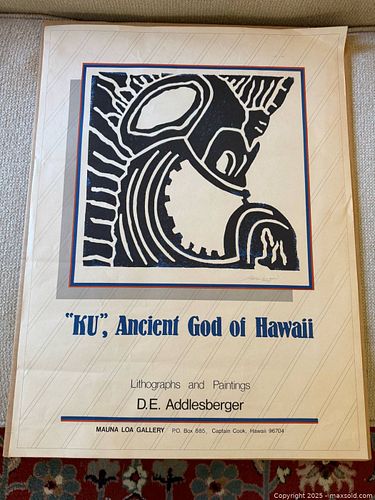 "KU", Ancient God of Hawaii
Lithographs and Paintings
D.E. Addlesberger
MAUNA LOA GALLERY P.O. Box 685, Captain Cook, Hawaii 96704
Copyright © 2025 - maxsold.com